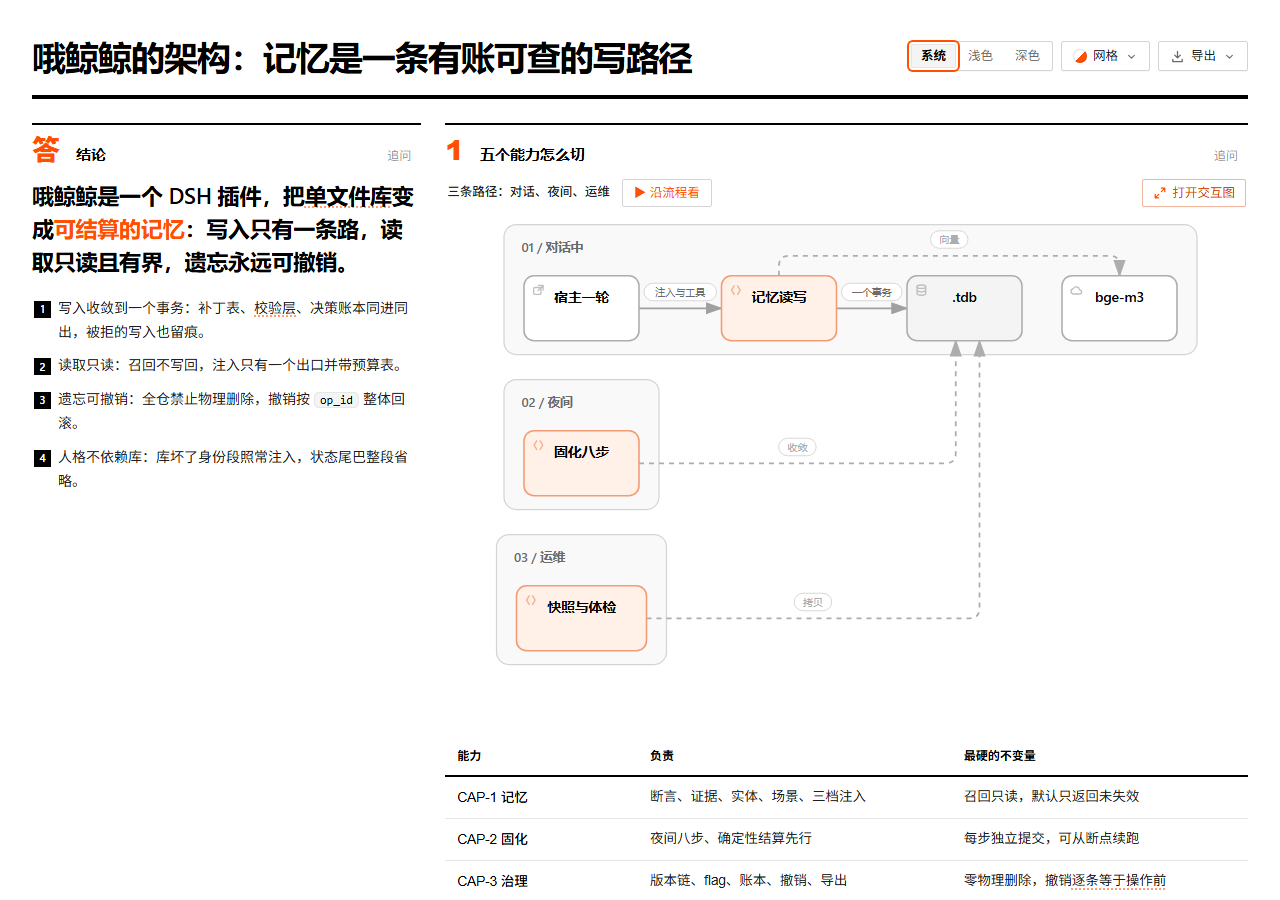 哦鲸鲸的架构：记忆是一条有账可查的写路径
系统 浅色 深色 网格 导出
答 结论 追问
哦鲸鲸是一个 DSH 插件，把单文件库变
成可结算的记忆：写入只有一条路，读
取只读且有界，遗忘永远可撤销。
1 写入收敛到一个事务：补丁表、校验层、决策账本同进同
出，被拒的写入也留痕。
2 读取只读：召回不写回，注入只有一个出口并带预算表。
3 遗忘可撤销：全仓禁止物理删除，撤销按 op_id 整体回
滚。
4 人格不依赖库：库坏了身份段照常注入，状态尾巴整段省
略。
1 五个能力怎么切 追问
三条路径：对话、夜间、运维 沿流程看 打开交互图
01 / 对话中
向量
宿主一轮 注入与工具 记忆读写 一个事务 .tdb bge-m3
02 / 夜间
固化八步
收敛
03 / 运维
快照与体检
拷贝
能力 负责 最硬的不变量
CAP-1 记忆 断言、证据、实体、场景、三档注入 召回只读，默认只返回未失效
CAP-2 固化 夜间八步、确定性结算先行 每步独立提交，可从断点续跑
CAP-3 治理 版本链、flag、账本、撤销、导出 零物理删除，撤销逐条等于操作前